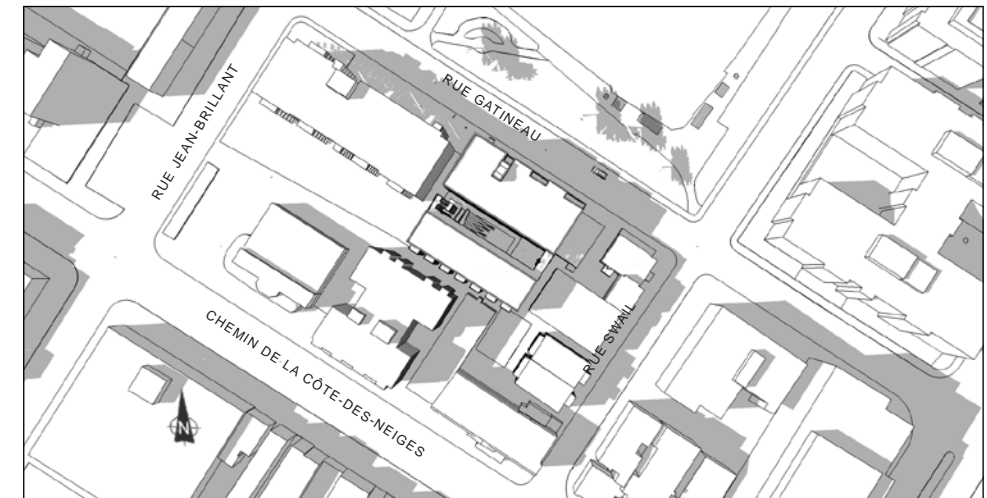 RUE GATINEAU
RUE JEAN-BRILLANT
CHEMIN DE LA CÔTE-DES-NEIGES
RUE SWAIL
N